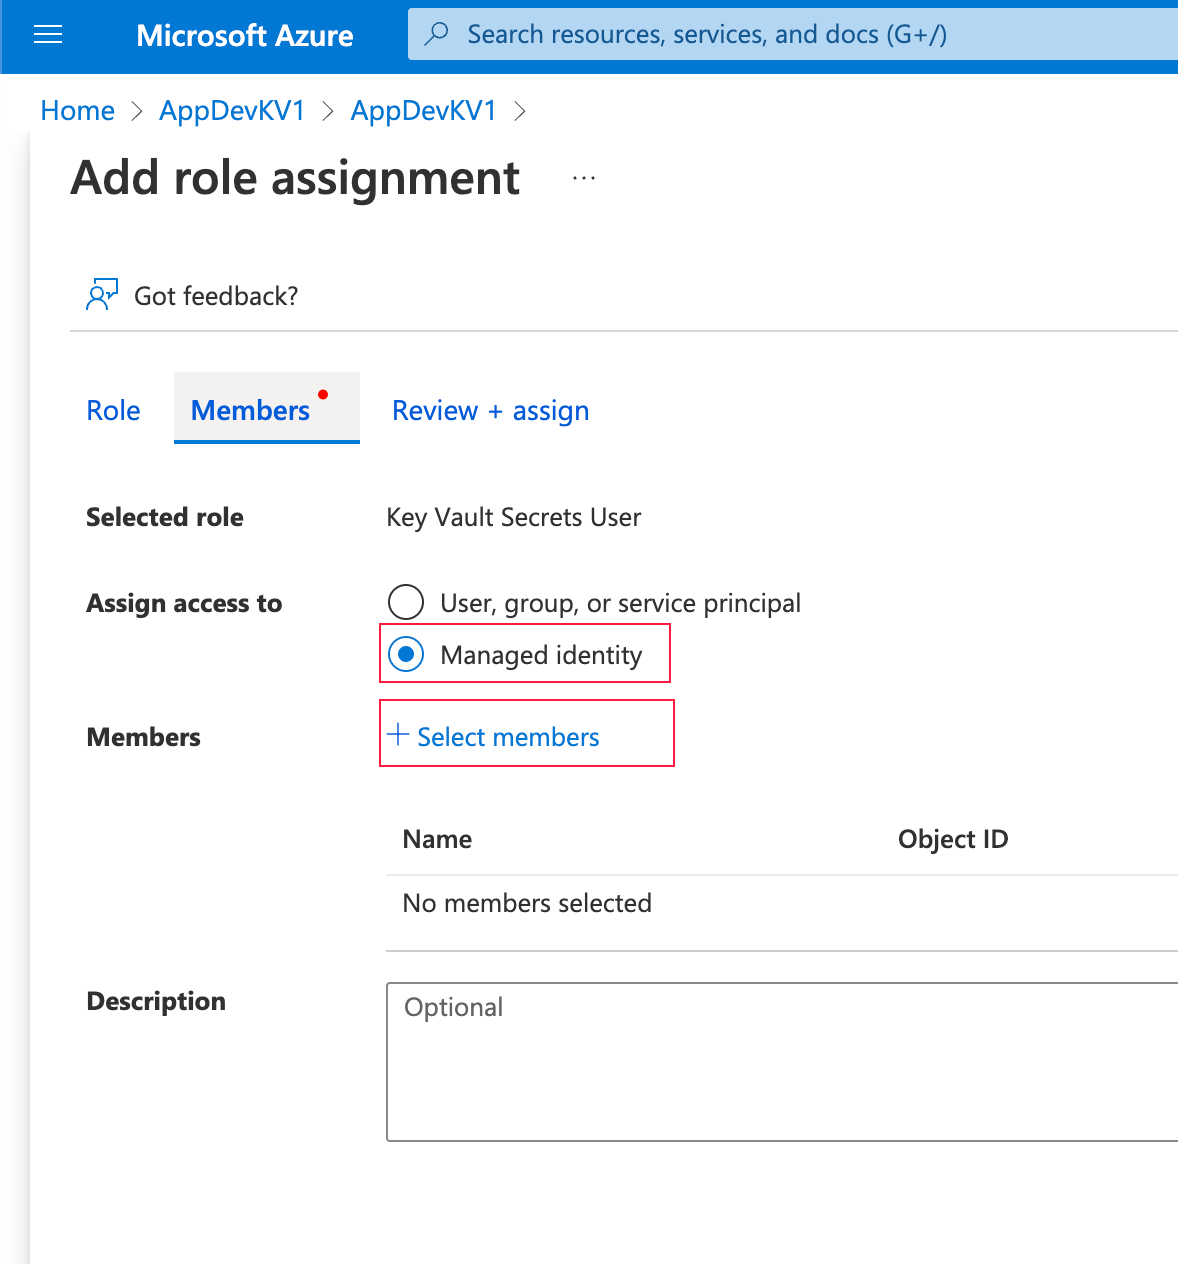 Microsoft Azure
Search resources, services, and docs (G+/)
Home > AppDevKV1 > AppDevKV1 >
Add role assignment ...
Got feedback?
Role Members Review + assign
Selected role Key Vault Secrets User
Assign access to User, group, or service principal
Managed identity
Members + Select members
Name Object ID
No members selected
Description Optional